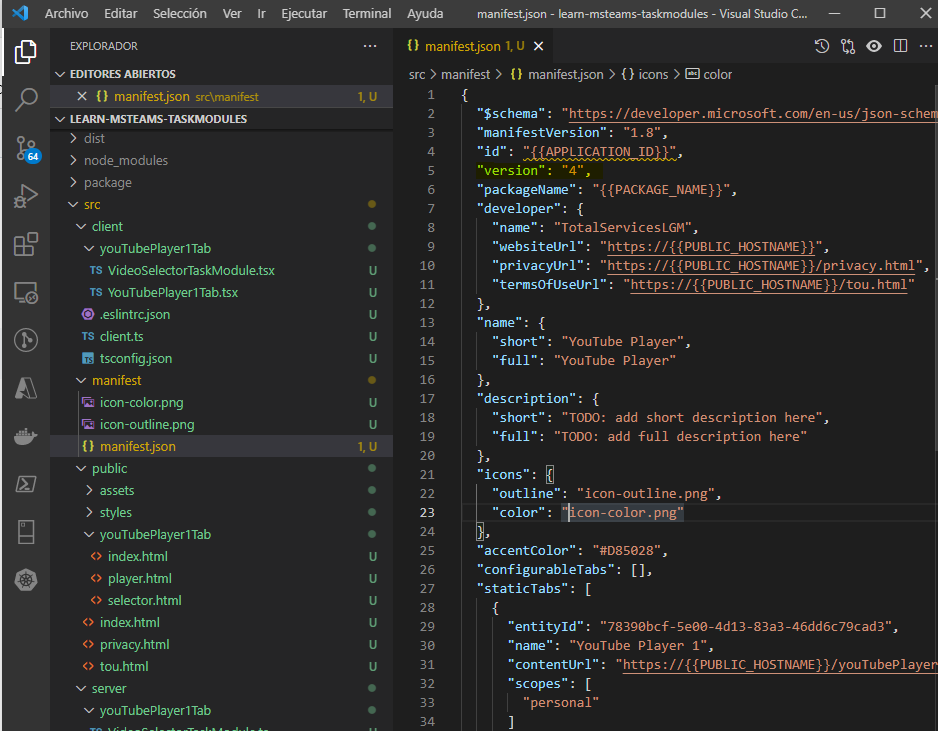 Archivo Editar Selección Ver Ir Ejecutar Terminal Ayuda manifest.json - learn-msteams-taskmodules - Visual Studio C...
EXPLORADOR
EDITORES ABIERTOS
manifest.json src\manifest 1, U
LEARN-MSTEAMS-TASKMODULES
dist
node_modules
package
src
client
youTubePlayer1Tab
TS VideoSelectorTaskModule.tsx U
TS YouTubePlayer1Tab.tsx U
.eslintrc.json U
TS client.ts U
TS tsconfig.json U
manifest
icon-color.png U
icon-outline.png U
{} manifest.json 1, U
public
assets
styles
youTubePlayer1Tab
<> index.html U
<> player.html U
<> selector.html U
<> index.html U
<> privacy.html U
<> tou.html U
server
youTubePlayer1Tab
TS VideoSelectorTaskModule.ts U
64
{} manifest.json 1, U
src > manifest > {} manifest.json > {} icons > abc color
1 {
2 "$schema": "https://developer.microsoft.com/en-us/json-schem
3 "manifestVersion": "1.8",
4 "id": "{{APPLICATION_ID}}",
5 "version": "4",
6 "packageName": "{{PACKAGE_NAME}}",
7 "developer": {
8 "name": "TotalServicesLGM",
9 "websiteUrl": "https://{{PUBLIC_HOSTNAME}}",
10 "privacyUrl": "https://{{PUBLIC_HOSTNAME}}/privacy.html",
11 "termsOfUseUrl": "https://{{PUBLIC_HOSTNAME}}/tou.html"
12 },
13 "name": {
14 "short": "YouTube Player",
15 "full": "YouTube Player"
16 },
17 "description": {
18 "short": "TODO: add short description here",
19 "full": "TODO: add full description here"
20 },
21 "icons": {
22 "outline": "icon-outline.png",
23 "color": "icon-color.png"
24 },
25 "accentColor": "#D85028",
26 "configurableTabs": [],
27 "staticTabs": [
28 {
29 "entityId": "78390bcf-5e00-4d13-83a3-46dd6c79cad3",
30 "name": "YouTube Player 1",
31 "contentUrl": "https://{{PUBLIC_HOSTNAME}}/youTubePlayer
32 "scopes": [
33 "personal"
34 ]